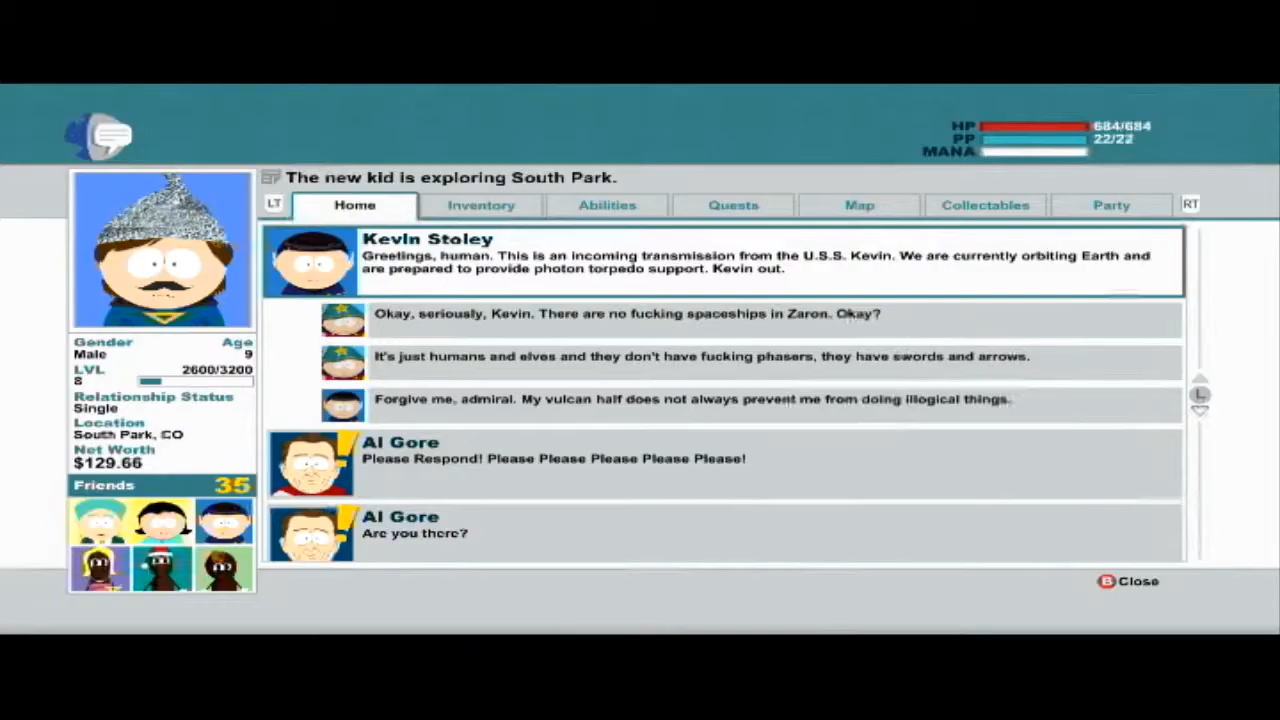 HP 684/684
PP 22/22
MANA
The new kid is exploring South Park.
LT Home Inventory Abilities Quests Map Collectables Party RT
Kevin Stoley
Greetings, human. This is an incoming transmission from the U.S.S. Kevin. We are currently orbiting Earth and
are prepared to provide photon torpedo support. Kevin out.
Okay, seriously, Kevin. There are no fucking spaceships in Zaron. Okay?
It's just humans and elves and they don't have fucking phasers, they have swords and arrows.
Forgive me, admiral. My vulcan half does not always prevent me from doing illogical things.
Al Gore
Please Respond! Please Please Please Please Please!
Al Gore
Are you there?
Gender Age
Male 9
LVL 2600/3200
8
Relationship Status
Single
Location
South Park, CO
Net Worth
$129.66
Friends 35
L
B Close